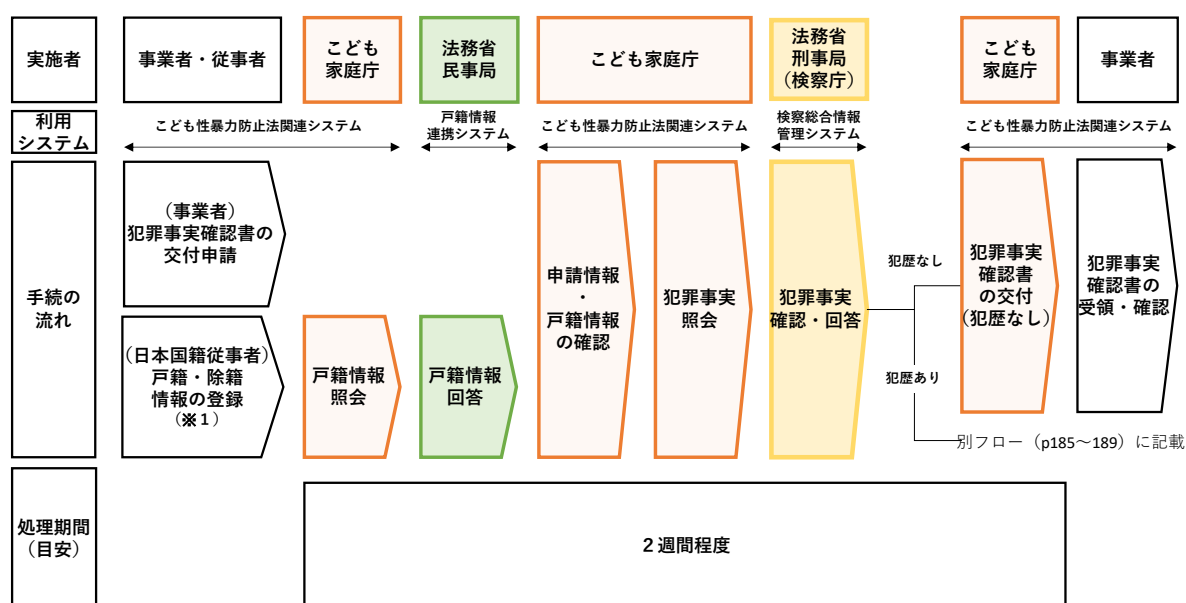 実施者
事業者・従事者
こども
家庭庁
法務省
民事局
こども家庭庁
法務省
刑事局
（検察庁）
こども
家庭庁
事業者
利用
システム
こども性暴力防止法関連システム
戸籍情報
連携システム
こども性暴力防止法関連システム
検察総合情報
管理システム
こども性暴力防止法関連システム
手続の
流れ
（事業者）
犯罪事実確認書の
交付申請
（日本国籍従事者）
戸籍・除籍
情報の登録
（※１）
戸籍情報
照会
戸籍情報
回答
申請情報
・
戸籍情報
の確認
犯罪事実
照会
犯罪事実
確認・回答
犯歴なし
犯歴あり
犯罪事実
確認書
の交付
（犯歴なし）
犯罪事実
確認書の
受領・確認
別フロー（p185～189）に記載
処理期間
（目安）
２週間程度